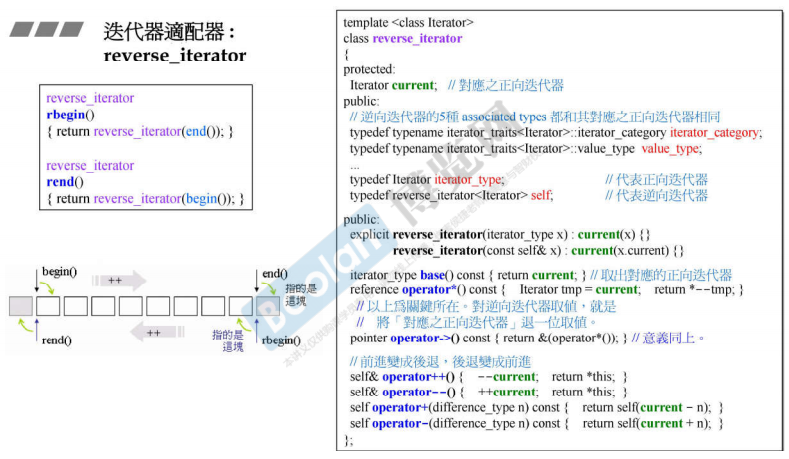 迭代器適配器：
reverse_iterator
reverse_iterator
rbegin()
{ return reverse_iterator(end()); }
reverse_iterator
rend()
{ return reverse_iterator(begin()); }
begin()
++
end()
指的是
這塊
rend()
++
指的是
這塊
rbegin()
template <class Iterator>
class reverse_iterator
{
protected:
Iterator current; // 對應之正向迭代器
public:
// 逆向迭代器的5種 associated types 都和其對應之正向迭代器相同
typedef typename iterator_traits<Iterator>::iterator_category iterator_category;
typedef typename iterator_traits<Iterator>::value_type value_type;
...
typedef Iterator iterator_type; // 代表正向迭代器
typedef reverse_iterator<Iterator> self; // 代表逆向迭代器
public:
explicit reverse_iterator(iterator_type x) : current(x) {}
reverse_iterator(const self& x) : current(x.current) {}
iterator_type base() const { return current; } // 取出對應的正向迭代器
reference operator*() const { Iterator tmp = current; return *--tmp; }
// 以上為關鍵所在。對逆向迭代器取值，就是
// 將「對應之正向迭代器」退一位取值。
pointer operator->() const { return &(operator*()); } // 意義同上。
// 前進變成後退，後退變成前進
self& operator++() { --current; return *this; }
self& operator--() { ++current; return *this; }
self operator+(difference_type n) const { return self(current − n); }
self operator-(difference_type n) const { return self(current + n); }
};
Boolan
博览网